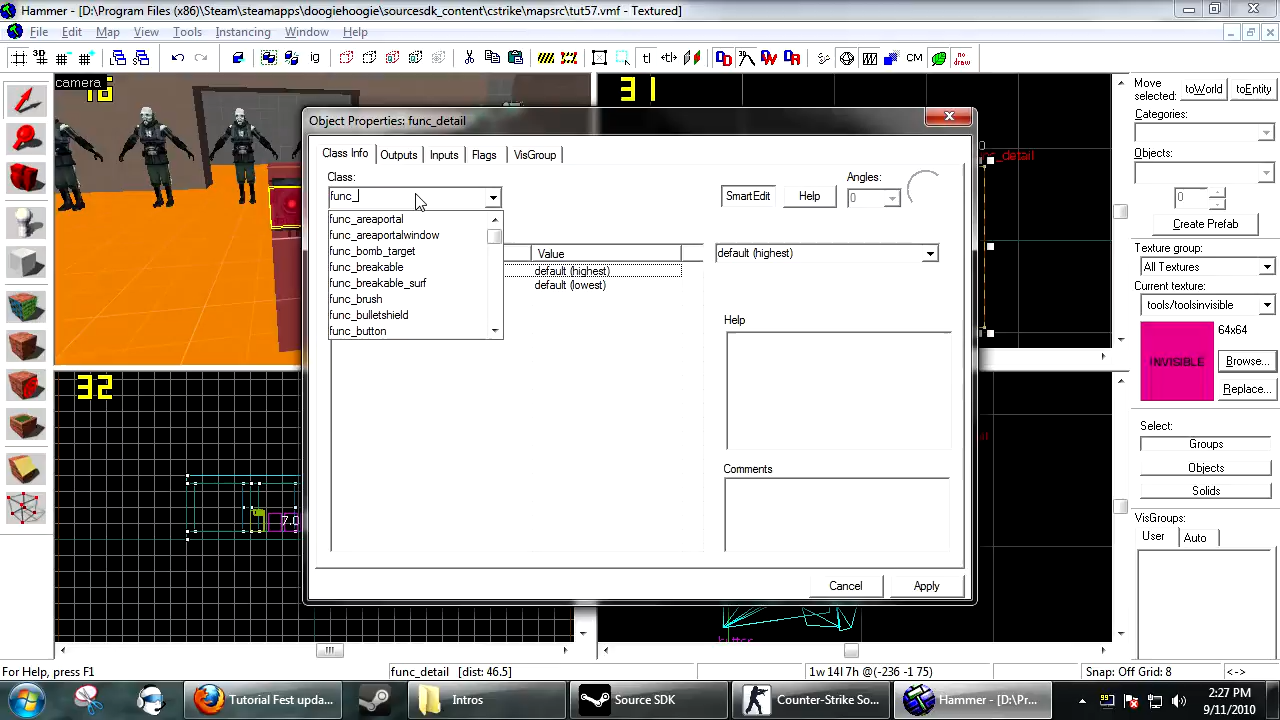 Hammer - [D:\Program Files (x86)\Steam\steamapps\doogiehoogie\sourcesdk_content\cstrike\mapsrc\tut57.vmf - Textured]
File Edit Map View Tools Instancing Window Help
camera
31
Object Properties: func_detail
Class Info Outputs Inputs Flags VisGroup
Class:
func_
func_areaportal
func_areaportalwindow
func_bomb_target
func_breakable
func_breakable_surf
func_brush
func_bulletshield
func_button
SmartEdit Help
Angles:
0
Value
default (highest)
default (lowest)
default (highest)
Help
Comments
Cancel Apply
32
7.0
Move selected:
toWorld toEntity
Categories:
Objects:
0
Create Prefab
Texture group:
All Textures
Current texture:
tools/toolsinvisible
INVISIBLE
64x64
Browse...
Replace...
Select:
Groups
Objects
Solids
VisGroups:
User Auto
For Help, press F1
func_detail [dist: 46.5]
1w 14l 7h @(-236 -1 75)
Snap: Off Grid: 8
<->
Tutorial Fest upda...
Intros
Source SDK
Counter-Strike So...
Hammer - [D:\Pr...
2:27 PM
9/11/2010